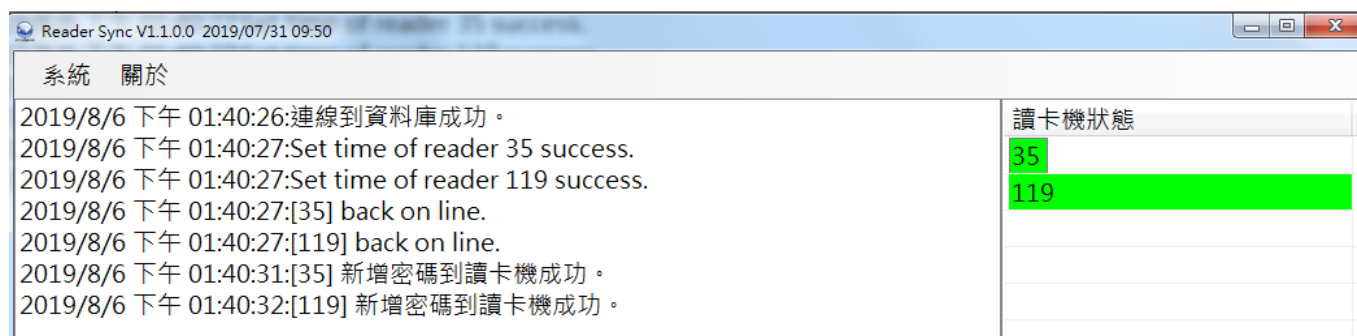 Reader Sync V1.1.0.0 2019/07/31 09:50
系統 關於
2019/8/6 下午 01:40:26:連線到資料庫成功。
2019/8/6 下午 01:40:27:Set time of reader 35 success.
2019/8/6 下午 01:40:27:Set time of reader 119 success.
2019/8/6 下午 01:40:27:[35] back on line.
2019/8/6 下午 01:40:27:[119] back on line.
2019/8/6 下午 01:40:31:[35] 新增密碼到讀卡機成功。
2019/8/6 下午 01:40:32:[119] 新增密碼到讀卡機成功。
讀卡機狀態
35
119